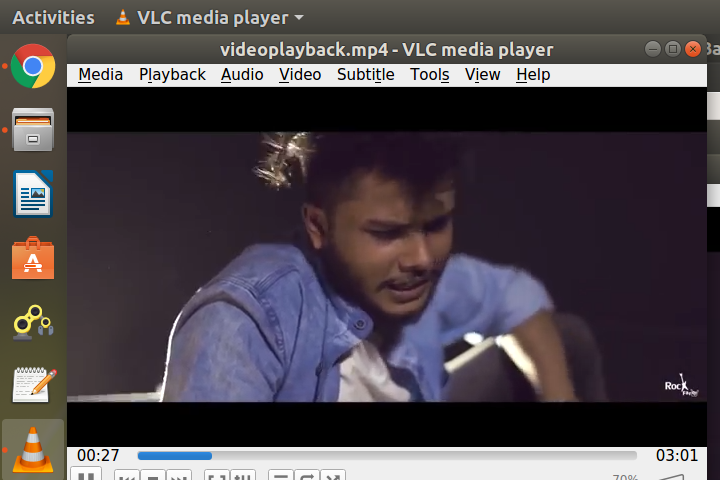 Activities VLC media player
videoplayback.mp4 - VLC media player
Media Playback Audio Video Subtitle Tools View Help
Rock
00:27 03:01
70%